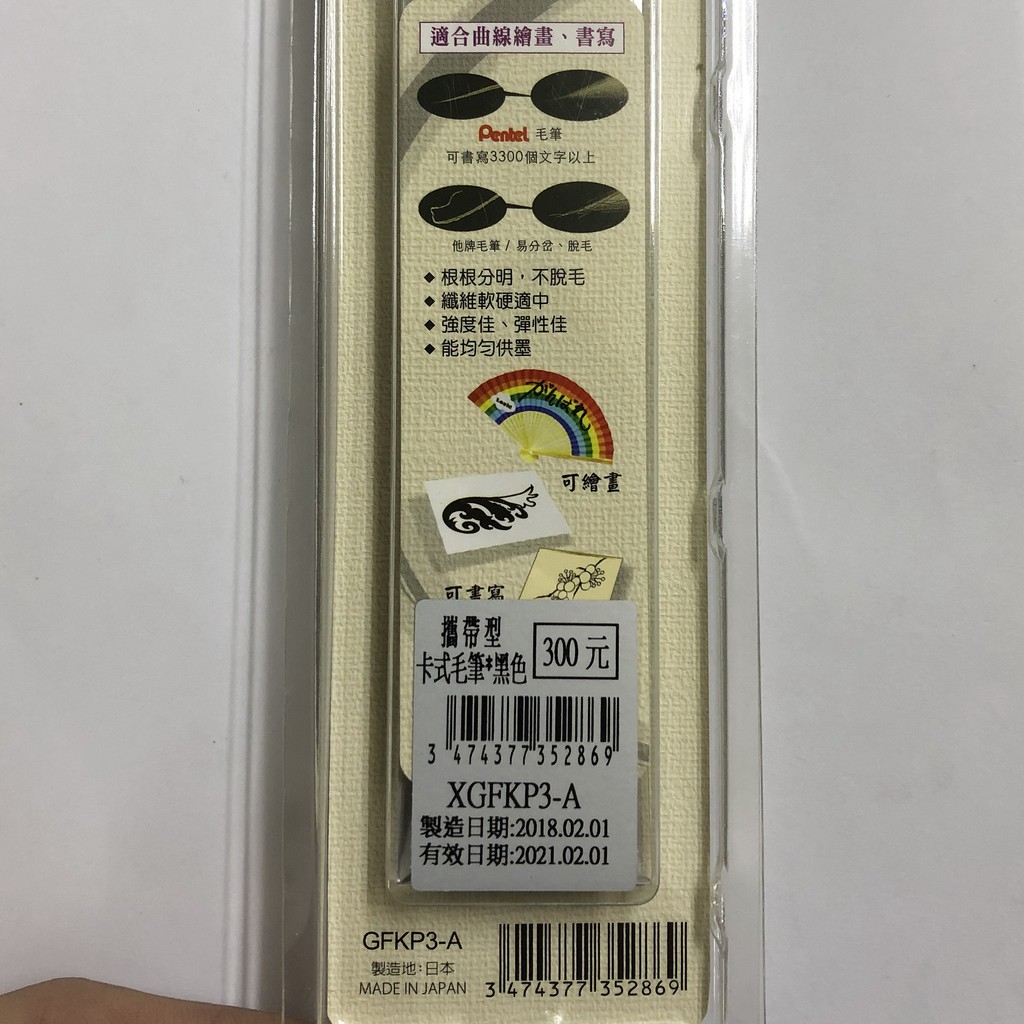 適合曲線繪畫、書寫
Pentel 毛筆
可書寫3300個文字以上
他牌毛筆 / 易分岔、脫毛
◆ 根根分明，不脫毛
◆ 纖維軟硬適中
◆ 強度佳、彈性佳
◆ 能均勻供墨
がんばれ
可繪畫
可書寫
攜帶型
卡式毛筆*黑色
300 元
3 474377 352869
XGFKP3-A
製造日期:2018.02.01
有效日期:2021.02.01
GFKP3-A
製造地:日本
MADE IN JAPAN
3 474377 352869